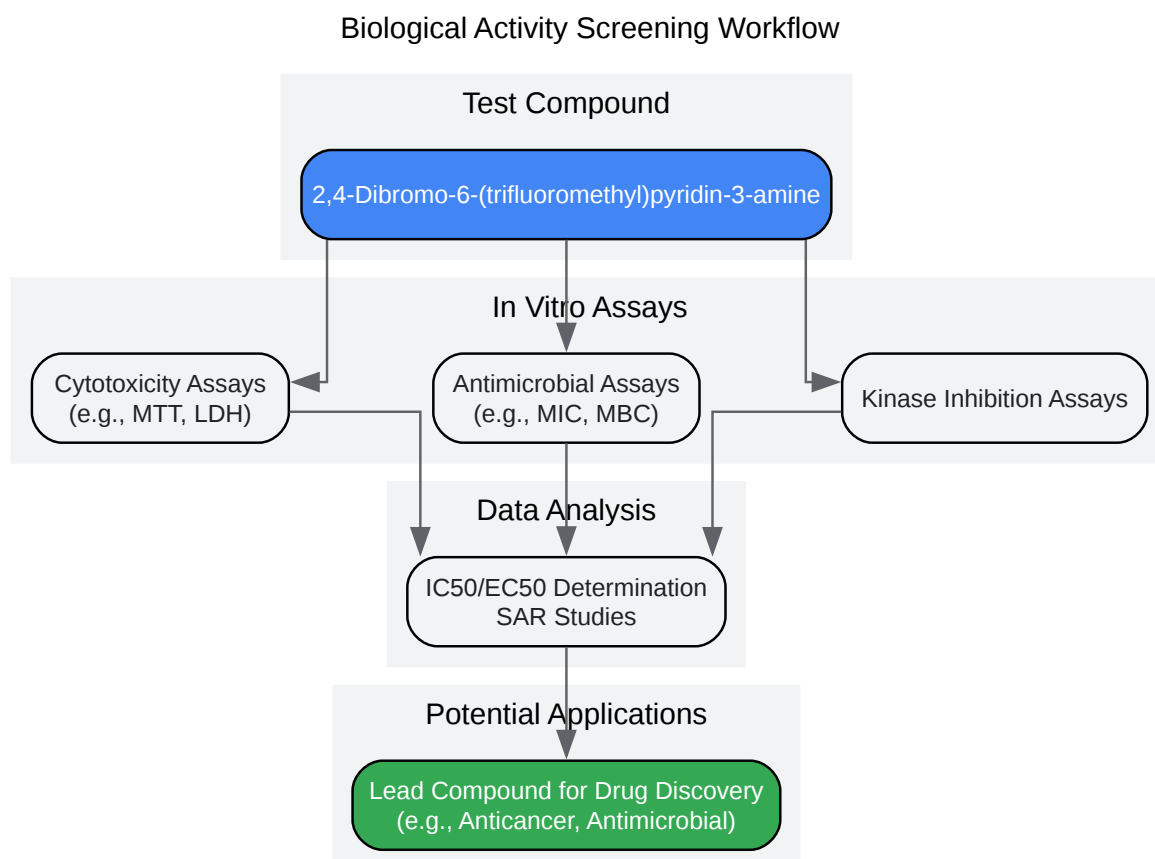 Biological Activity Screening Workflow
Test Compound
2,4-Dibromo-6-(trifluoromethyl)pyridin-3-amine
In Vitro Assays
Cytotoxicity Assays
(e.g., MTT, LDH)
Antimicrobial Assays
(e.g., MIC, MBC)
Kinase Inhibition Assays
Data Analysis
IC50/EC50 Determination
SAR Studies
Potential Applications
Lead Compound for Drug Discovery
(e.g., Anticancer, Antimicrobial)